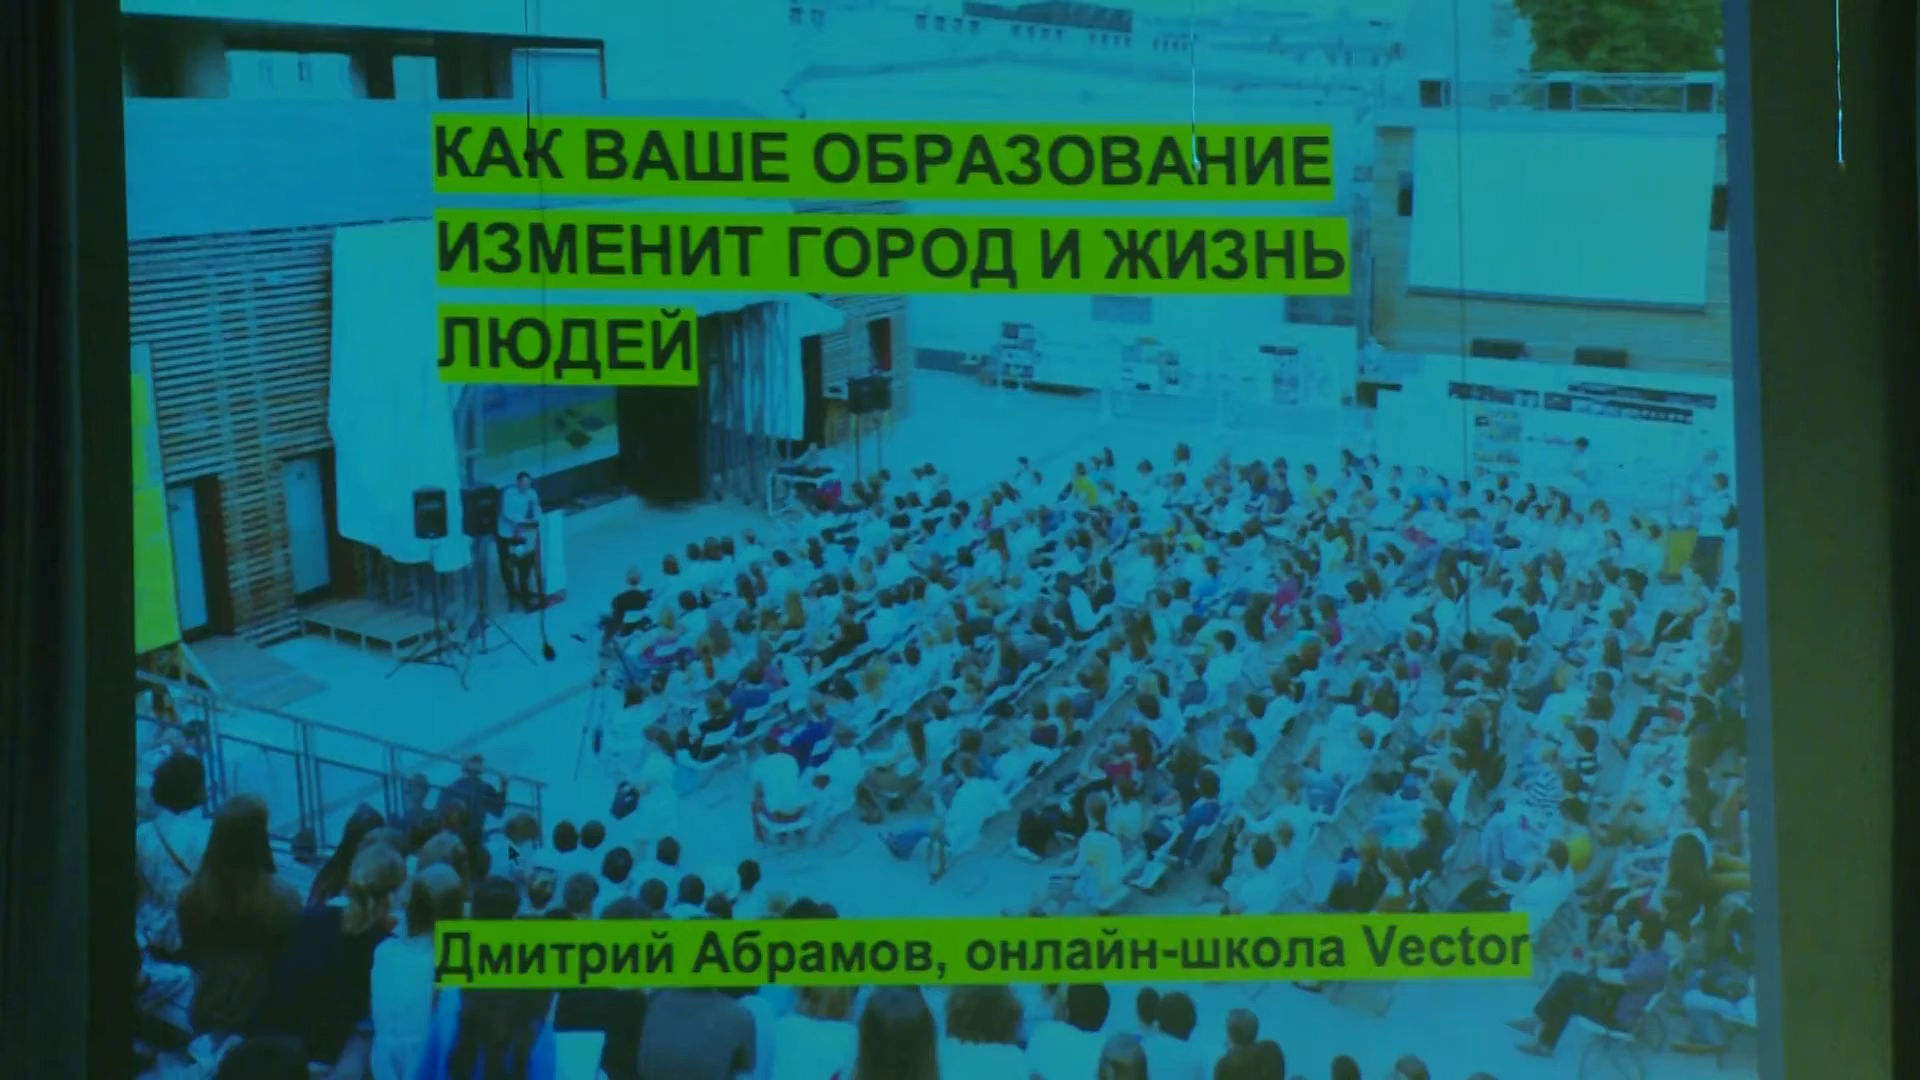 КАК ВАШЕ ОБРАЗОВАНИЕ
ИЗМЕНИТ ГОРОД И ЖИЗНЬ
ЛЮДЕЙ
Дмитрий Абрамов, онлайн-школа Vector